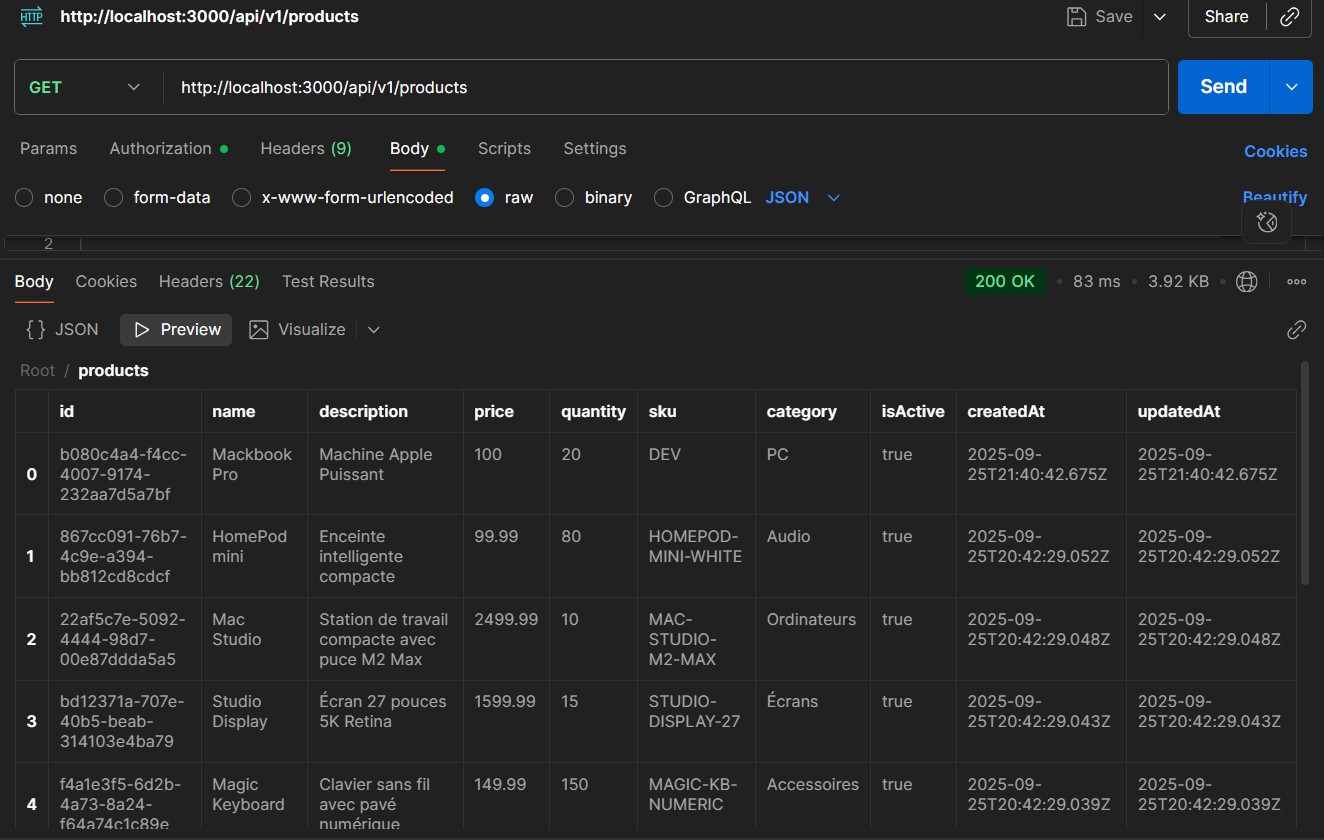 HTTP http://localhost:3000/api/v1/products Save Share
GET http://localhost:3000/api/v1/products Send
Params Authorization Headers (9) Body Scripts Settings Cookies
none form-data x-www-form-urlencoded raw binary GraphQL JSON Beautify
2
Body Cookies Headers (22) Test Results 200 OK • 83 ms • 3.92 KB •
{} JSON Preview Visualize
Root / products
id name description price quantity sku category isActive createdAt updatedAt
b080c4a4-f4cc- Mackbook Machine Apple 100 20 DEV PC true 2025-09- 2025-09-
0 4007-9174- Pro Puissant 25T21:40:42.675Z 25T21:40:42.675Z
232aa7d5a7bf
867cc091-76b7- HomePod Enceinte 99.99 80 HOMEPOD- Audio true 2025-09- 2025-09-
1 4c9e-a394- mini intelligente MINI-WHITE 25T20:42:29.052Z 25T20:42:29.052Z
bb812cd8cdcf compacte
22af5c7e-5092- Mac Station de travail 2499.99 10 MAC- Ordinateurs true 2025-09- 2025-09-
2 4444-98d7- Studio compacte avec STUDIO- 25T20:42:29.048Z 25T20:42:29.048Z
00e87ddda5a5 puce M2 Max M2-MAX
bd12371a-707e- Studio Écran 27 pouces 1599.99 15 STUDIO- Écrans true 2025-09- 2025-09-
3 40b5-beab- Display 5K Retina DISPLAY-27 25T20:42:29.043Z 25T20:42:29.043Z
314103e4ba79
f4a1e3f5-6d2b- Magic Clavier sans fil 149.99 150 MAGIC-KB- Accessoires true 2025-09- 2025-09-
4 4a73-8a24- Keyboard avec pavé NUMERIC 25T20:42:29.039Z 25T20:42:29.039Z
f64a74c1c89e numérique